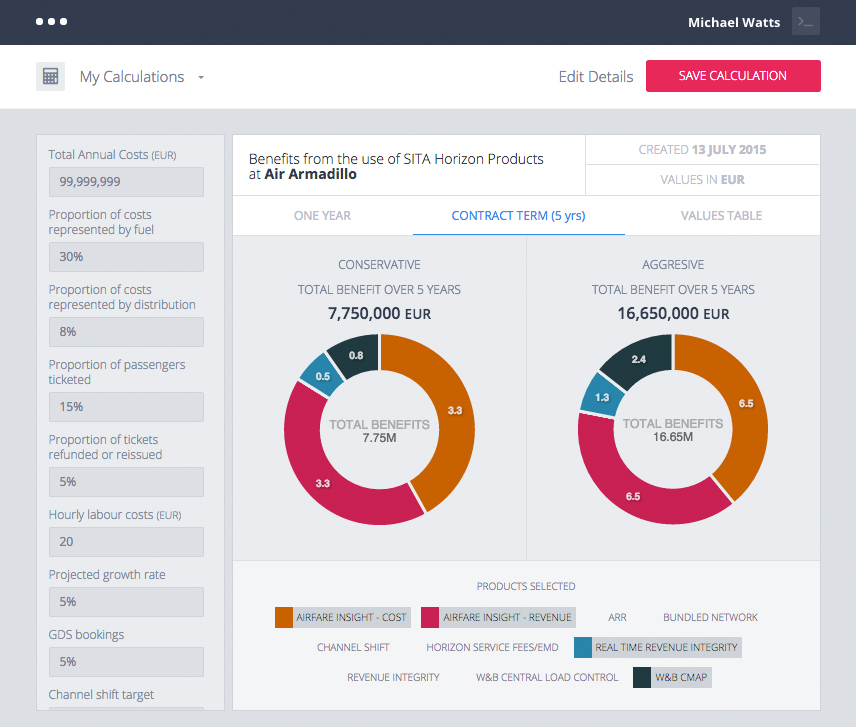 Michael Watts
My Calculations
Edit Details
SAVE CALCULATION
Total Annual Costs (EUR)
99,999,999
Proportion of costs
represented by fuel
30%
Proportion of costs
represented by distribution
8%
Proportion of passengers
ticketed
15%
Proportion of tickets
refunded or reissued
5%
Hourly labour costs (EUR)
20
Projected growth rate
5%
GDS bookings
5%
Channel shift target
Benefits from the use of SITA Horizon Products
at Air Armadillo
CREATED 13 JULY 2015
VALUES IN EUR
ONE YEAR
CONTRACT TERM (5 yrs)
VALUES TABLE
CONSERVATIVE
TOTAL BENEFIT OVER 5 YEARS
7,750,000 EUR
0.8
0.5
3.3
TOTAL BENEFITS
7.75M
3.3
AGGRESIVE
TOTAL BENEFIT OVER 5 YEARS
16,650,000 EUR
2.4
1.3
6.5
TOTAL BENEFITS
16.65M
6.5
PRODUCTS SELECTED
AIRFARE INSIGHT - COST
AIRFARE INSIGHT - REVENUE
ARR
BUNDLED NETWORK
CHANNEL SHIFT
HORIZON SERVICE FEES/EMD
REAL TIME REVENUE INTEGRITY
REVENUE INTEGRITY
W&B CENTRAL LOAD CONTROL
W&B CMAP